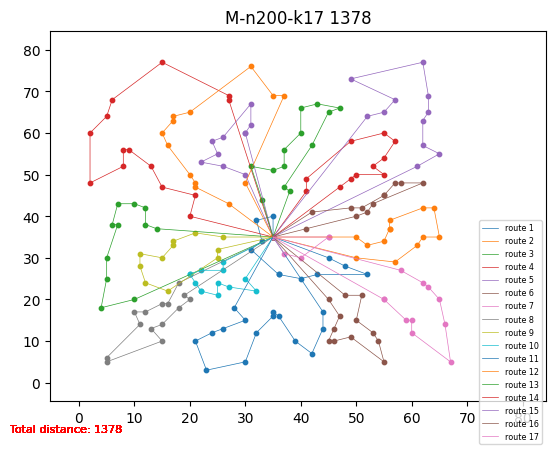 M-n200-k17 1378
80
70
60
50
40
30
20
10
0
0 10 20 30 40 50 60 70 80
route 1
route 2
route 3
route 4
route 5
route 6
route 7
route 8
route 9
route 10
route 11
route 12
route 13
route 14
route 15
route 16
route 17
Total distance: 1378